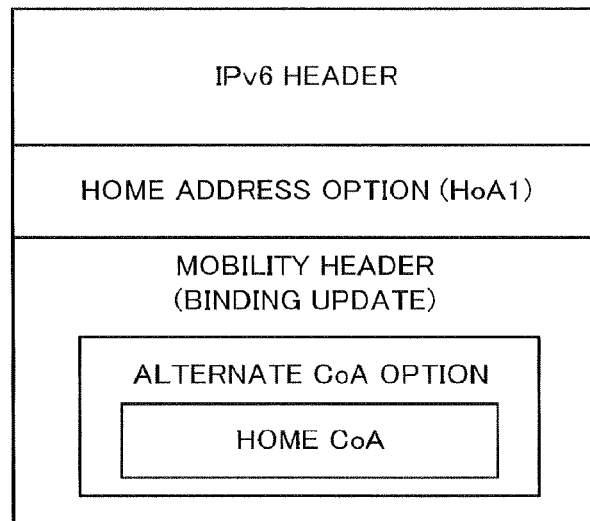 IPv6 HEADER
HOME ADDRESS OPTION (HoA1)
MOBILITY HEADER
(BINDING UPDATE)
ALTERNATE CoA OPTION
HOME CoA